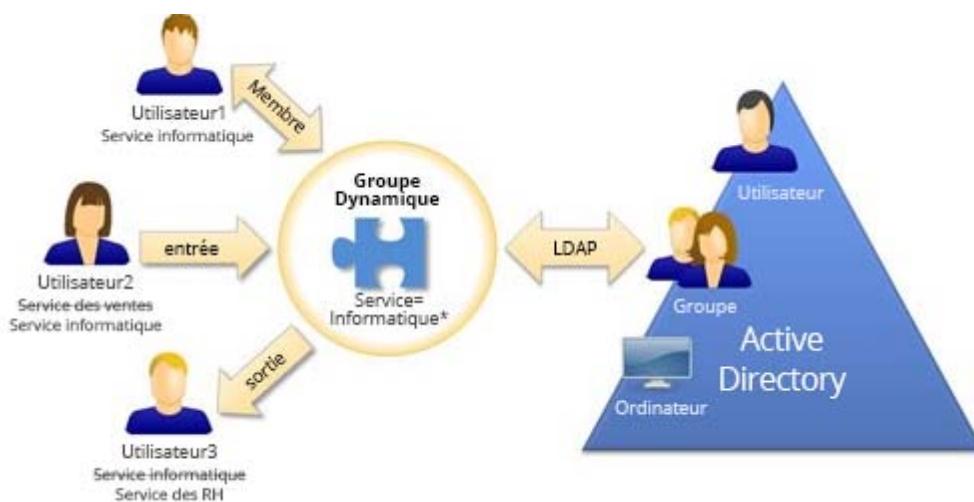 Utilisateur1
Service informatique
Membre
Utilisateur2
Service des ventes
Service informatique
entrée
Groupe
Dynamique
Service=
Informatique*
sortie
Utilisateur3
Service informatique
Service des RH
LDAP
Utilisateur
Groupe
Ordinateur
Active
Directory